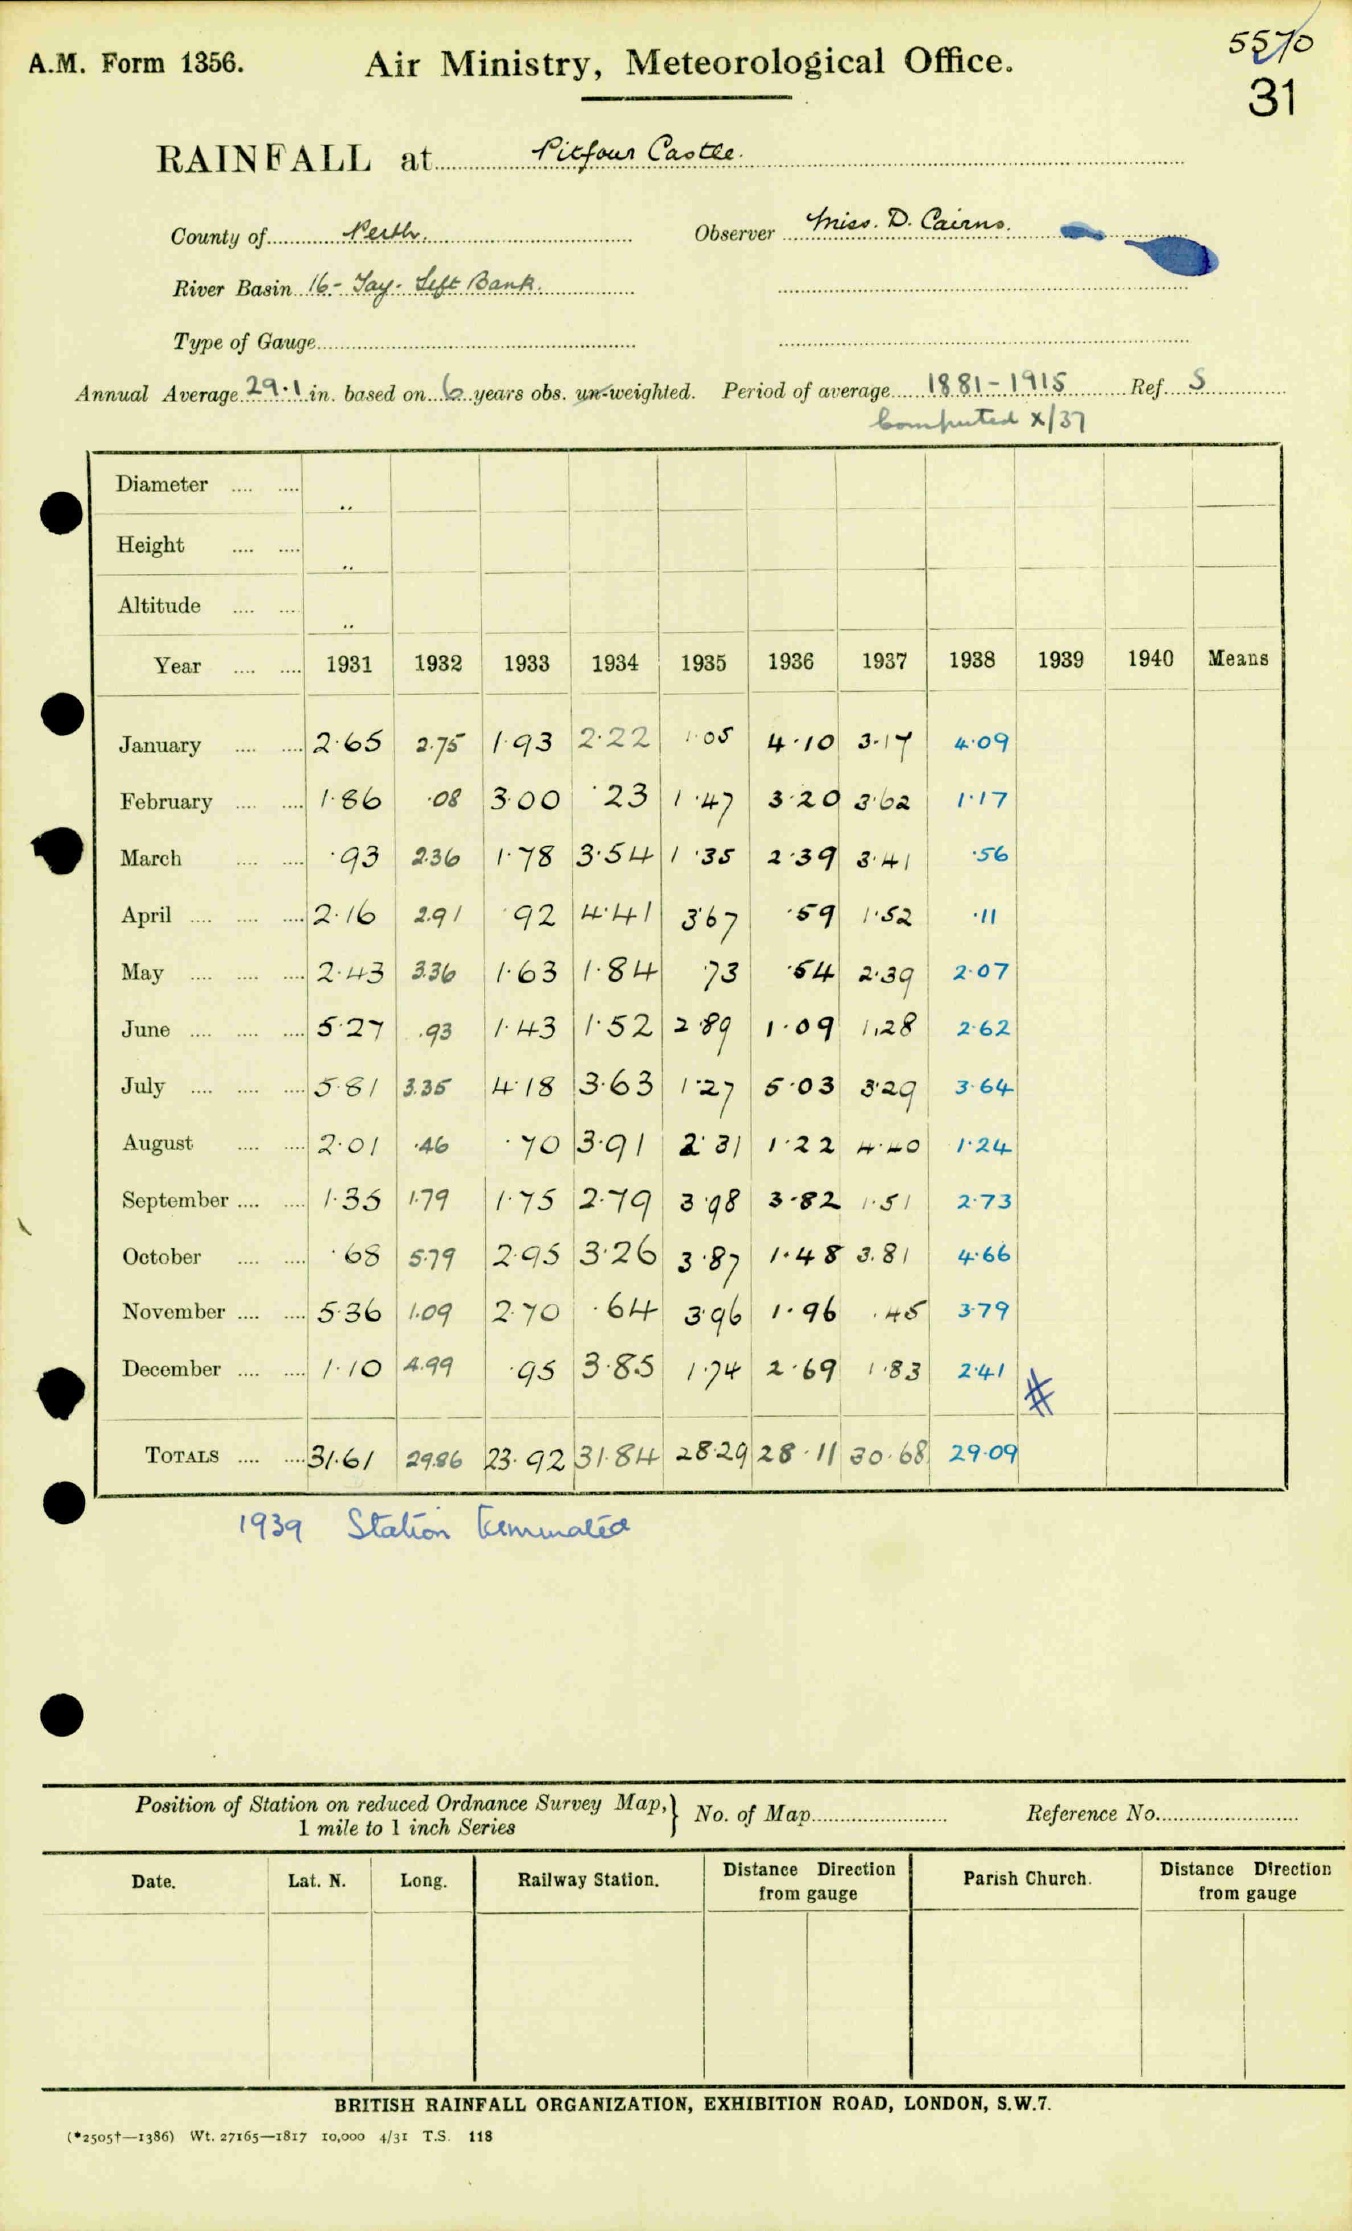 5570
A.M. Form 1356. Air Ministry, Meteorological Office.
31
RAINFALL at Pitfour Castle.
County of Perth. Observer Miss. D. Cairns.
River Basin 16 - Tay - Left Bank.
Type of Gauge
Annual Average 29.1 in. based on 6 years obs. un-weighted. Period of average 1881-1915 Ref. S
Computed X/37
Diameter .... .... ,,
Height .... .... ,,
Altitude .... .... ,,
Year .... .... 1931 1932 1933 1934 1935 1936 1937 1938 1939 1940 Means
January .... .... 2.65 2.75 1.93 2.22 1.05 4.10 3.17 4.09
February .... .... 1.86 .08 3.00 .23 1.47 3.20 3.62 1.17
March .... .... .93 2.36 1.78 3.54 1.35 2.39 3.41 .56
April .... .... .... 2.16 2.91 .92 4.41 3.67 .59 1.52 .11
May .... .... .... 2.43 3.36 1.63 1.84 .73 .54 2.39 2.07
June .... .... .... 5.27 .93 1.43 1.52 2.89 1.09 1.28 2.62
July .... .... .... 5.81 3.35 4.18 3.63 1.27 5.03 3.29 3.64
August .... .... 2.01 .46 .70 3.91 2.31 1.22 4.40 1.24
September .... .... 1.35 1.79 1.75 2.79 3.98 3.82 1.51 2.73
October .... .... .68 5.79 2.95 3.26 3.87 1.48 3.81 4.66
November .... .... 5.36 1.09 2.70 .64 3.96 1.96 .45 3.79
December .... .... 1.10 4.99 .95 3.85 1.74 2.69 1.83 2.41
#
TOTALS .... .... 31.61 29.86 23.92 31.84 28.29 28.11 30.68 29.09
1939 Station terminated
Position of Station on reduced Ordnance Survey Map, } No. of Map Reference No.
1 mile to 1 inch Series
Date. Lat. N. Long. Railway Station. Distance Direction Parish Church. Distance Direction
from gauge from gauge
BRITISH RAINFALL ORGANIZATION, EXHIBITION ROAD, LONDON, S.W.7.
(*2505†—1386) Wt. 27165—1817 10,000 4/31 T.S. 118